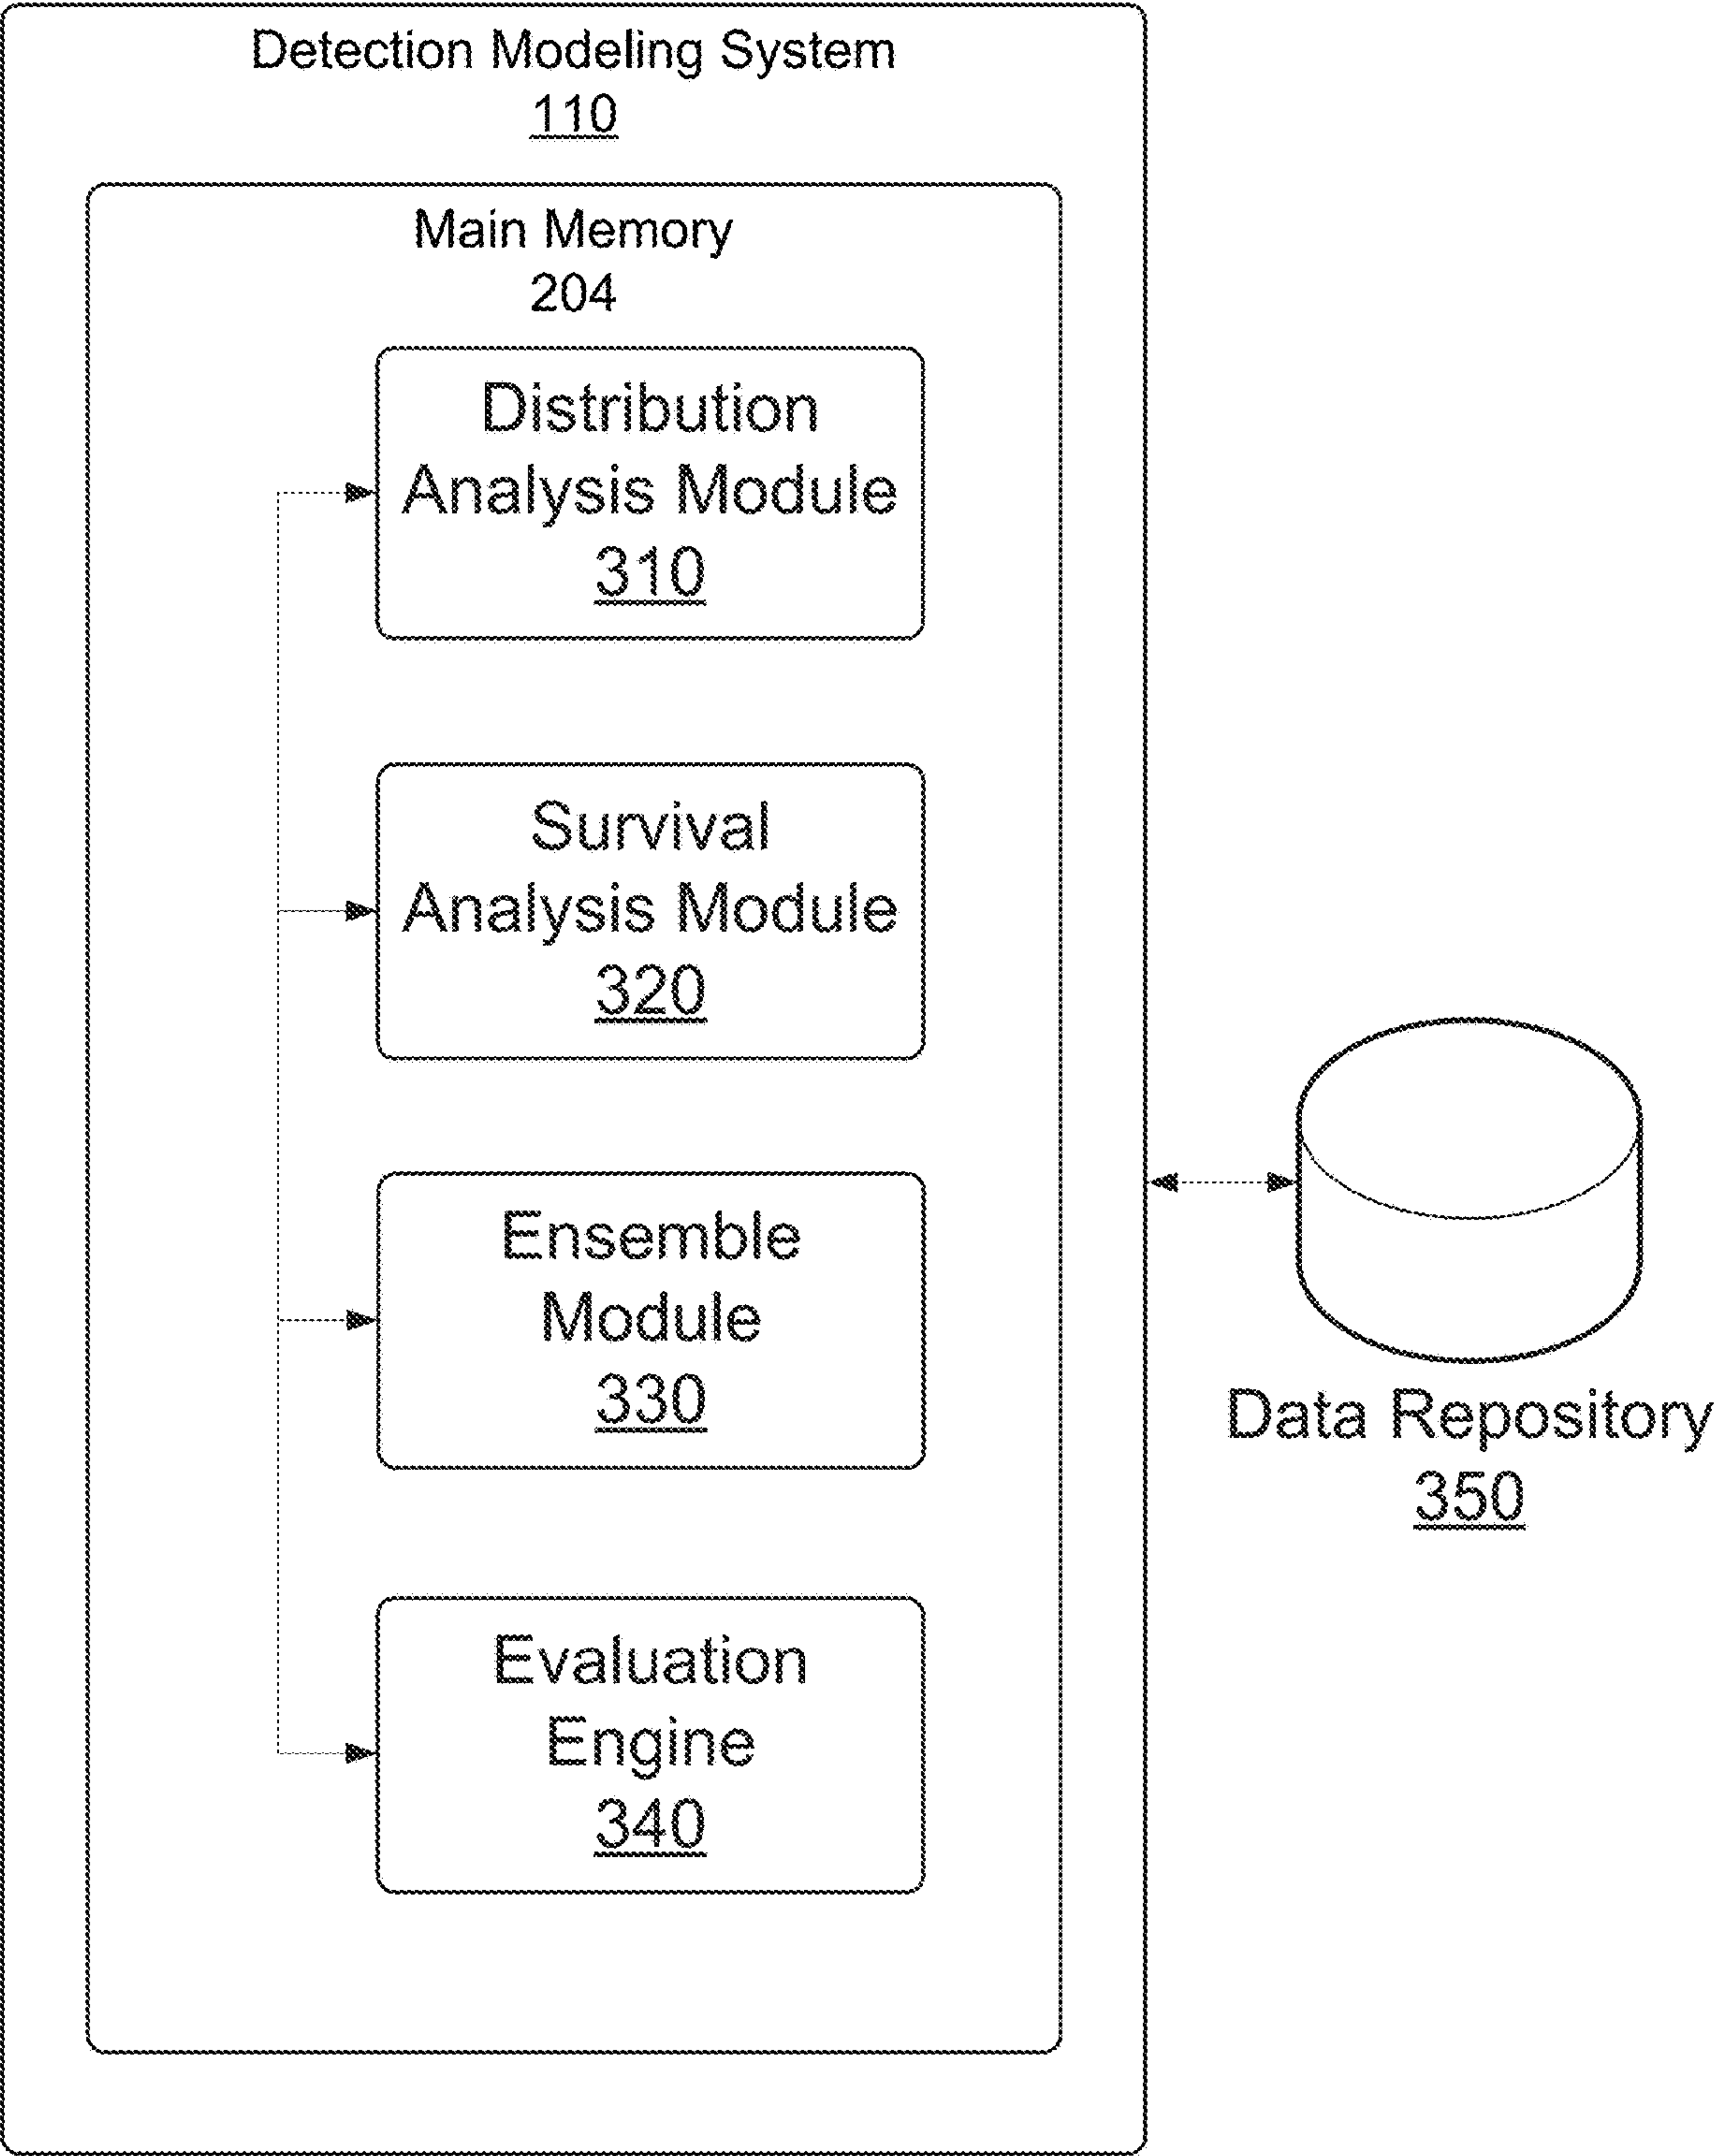 Detection Modeling System
110
Main Memory
204
Distribution
Analysis Module
310
Survival
Analysis Module
320
Ensemble
Module
330
Evaluation
Engine
340
Data Repository
350